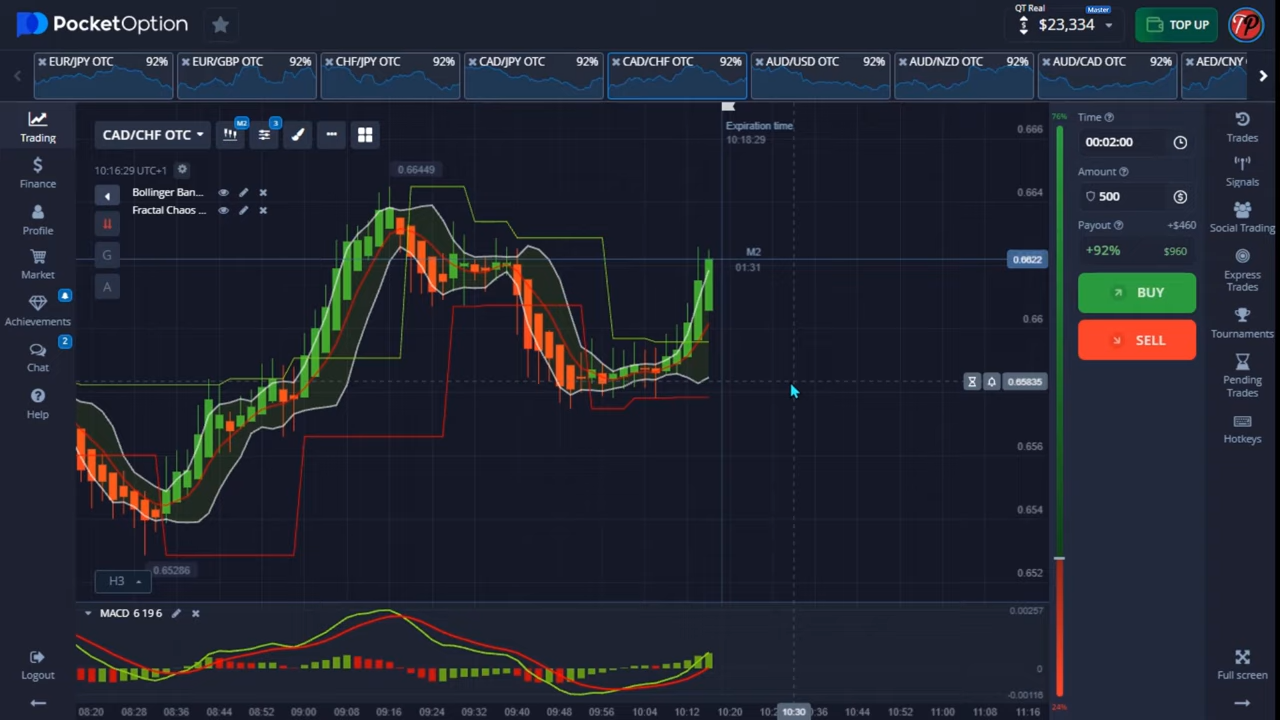 PocketOption
QT Real
Master
$23,334
TOP UP
EUR/JPY OTC 92%
EUR/GBP OTC 92%
CHF/JPY OTC 92%
CAD/JPY OTC 92%
CAD/CHF OTC 92%
AUD/USD OTC 92%
AUD/NZD OTC 92%
AUD/CAD OTC 92%
AED/CNY
Trading
Finance
Profile
Market
Achievements
Chat
2
Help
Logout
CAD/CHF OTC
M2
3
10:16:29 UTC+1
Bollinger Ban...
Fractal Chaos ...
G
A
0.66449
0.65286
H3
Expiration time
10:18:29
M2
01:31
0.666
0.664
0.6622
0.66
0.65835
0.656
0.654
0.652
MACD 6 19 6
0.00257
0
-0.00116
08:20 08:28 08:36 08:44 08:52 09:00 09:08 09:16 09:24 09:32 09:40 09:48 09:56 10:04 10:12 10:20 10:30 10:44 10:52 11:00 11:08 11:16
76%
24%
Time
00:02:00
Amount
500
Payout +$460
+92% $960
BUY
SELL
Trades
Signals
Social Trading
Express
Trades
Tournaments
Pending
Trades
Hotkeys
Full screen